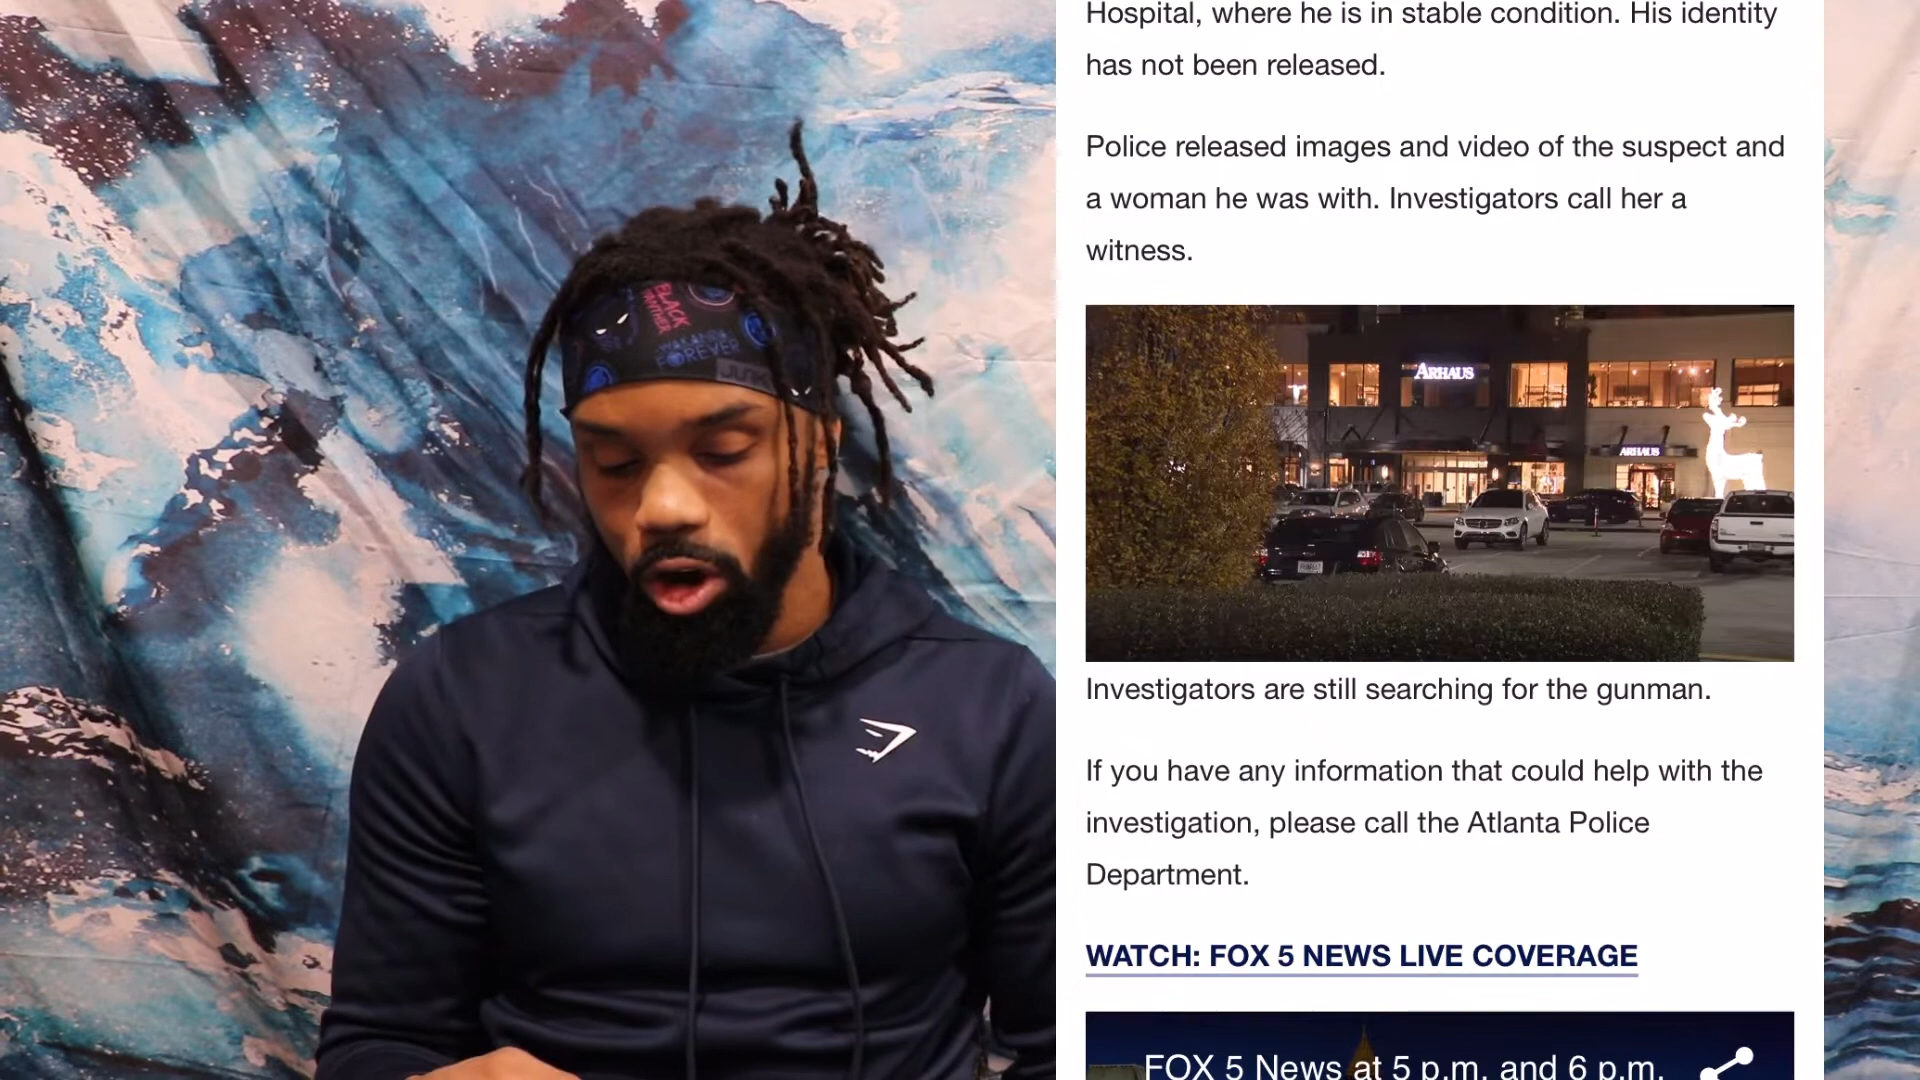 Hospital, where he is in stable condition. His identity
has not been released.
Police released images and video of the suspect and
a woman he was with. Investigators call her a
witness.
BLACK
PANTHER
WAKANDA
FOREVER
JUNK
ARHAUS
ARHAUS
Investigators are still searching for the gunman.
If you have any information that could help with the
investigation, please call the Atlanta Police
Department.
WATCH: FOX 5 NEWS LIVE COVERAGE
FOX 5 News at 5 p.m. and 6 p.m.